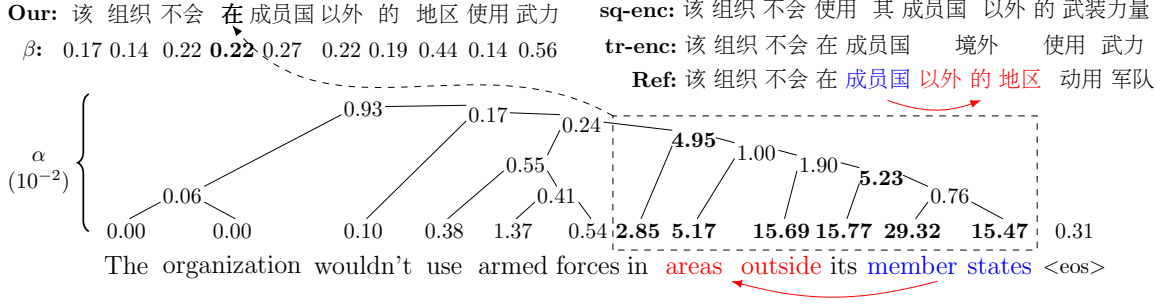 Our: 该 组织 不会 在 成员国 以外 的 地区 使用 武力
β: 0.17 0.14 0.22 0.22 0.27 0.22 0.19 0.44 0.14 0.56
sq-enc: 该 组织 不会 使用 其 成员国 以外 的 武装力量
tr-enc: 该 组织 不会 在 成员国 境外 使用 武力
Ref: 该 组织 不会 在 成员国 以外 的 地区 动用 军队
α
(10⁻²)
0.93 0.17 0.24 4.95
1.00
0.55 1.90
5.23
0.06 0.41 0.76
0.00 0.00 0.10 0.38 1.37 0.54 2.85 5.17 15.69 15.77 29.32 15.47 0.31
The organization wouldn't use armed forces in areas outside its member states <eos>